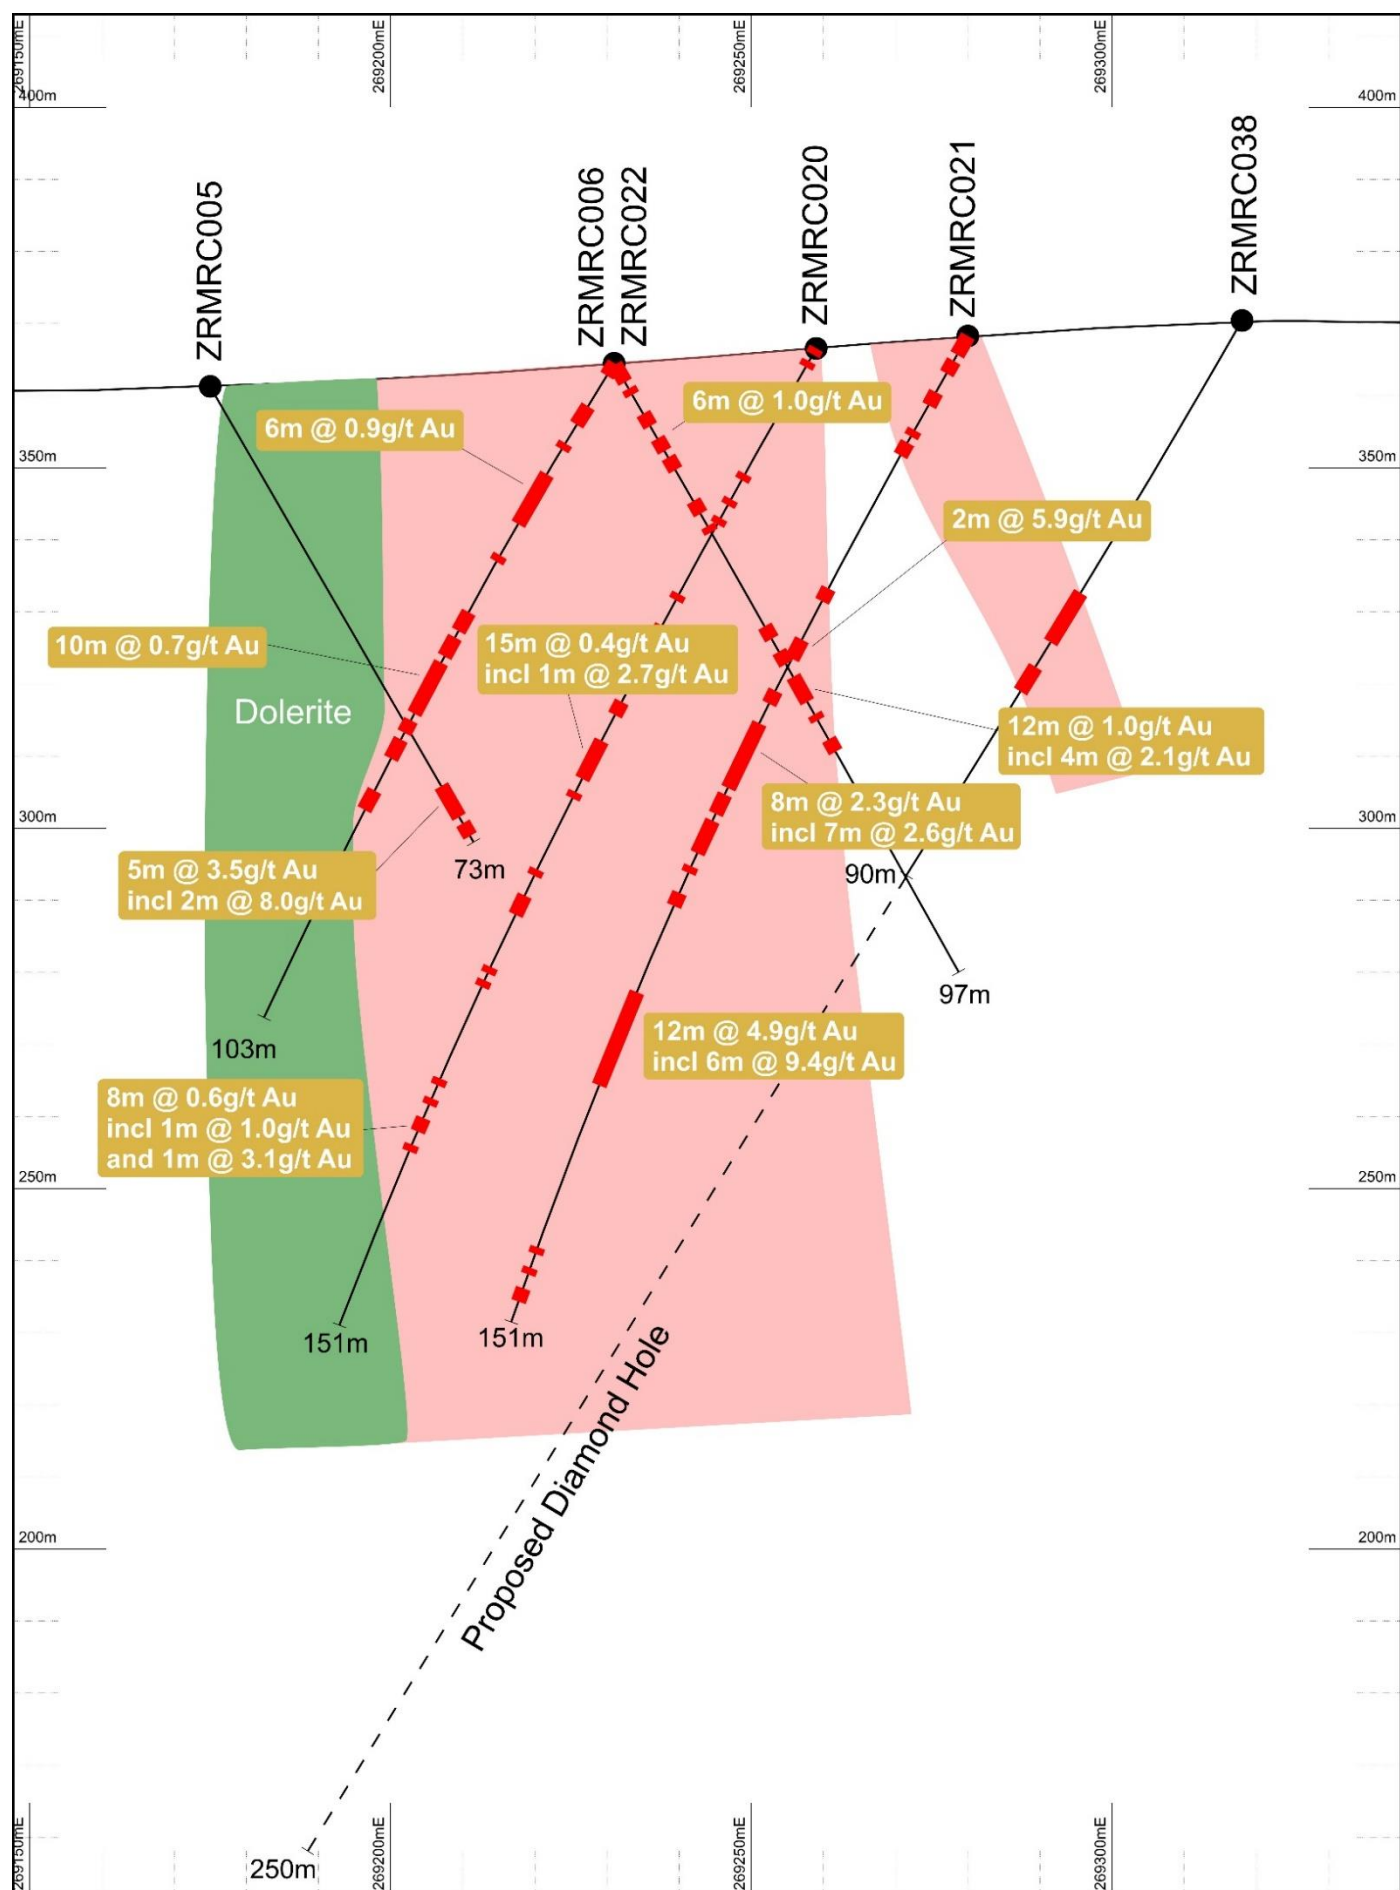 269150mE
269200mE
269250mE
269300mE
400m
400m
ZRMRC005
ZRMRC006
ZRMRC022
ZRMRC020
ZRMRC021
ZRMRC038
6m @ 1.0g/t Au
6m @ 0.9g/t Au
350m
350m
2m @ 5.9g/t Au
10m @ 0.7g/t Au
15m @ 0.4g/t Au
incl 1m @ 2.7g/t Au
Dolerite
12m @ 1.0g/t Au
incl 4m @ 2.1g/t Au
8m @ 2.3g/t Au
incl 7m @ 2.6g/t Au
300m
300m
5m @ 3.5g/t Au
incl 2m @ 8.0g/t Au
73m
90m
97m
103m
12m @ 4.9g/t Au
incl 6m @ 9.4g/t Au
8m @ 0.6g/t Au
incl 1m @ 1.0g/t Au
and 1m @ 3.1g/t Au
250m
250m
151m
151m
Proposed Diamond Hole
200m
200m
250m
269150mE
269200mE
269250mE
269300mE